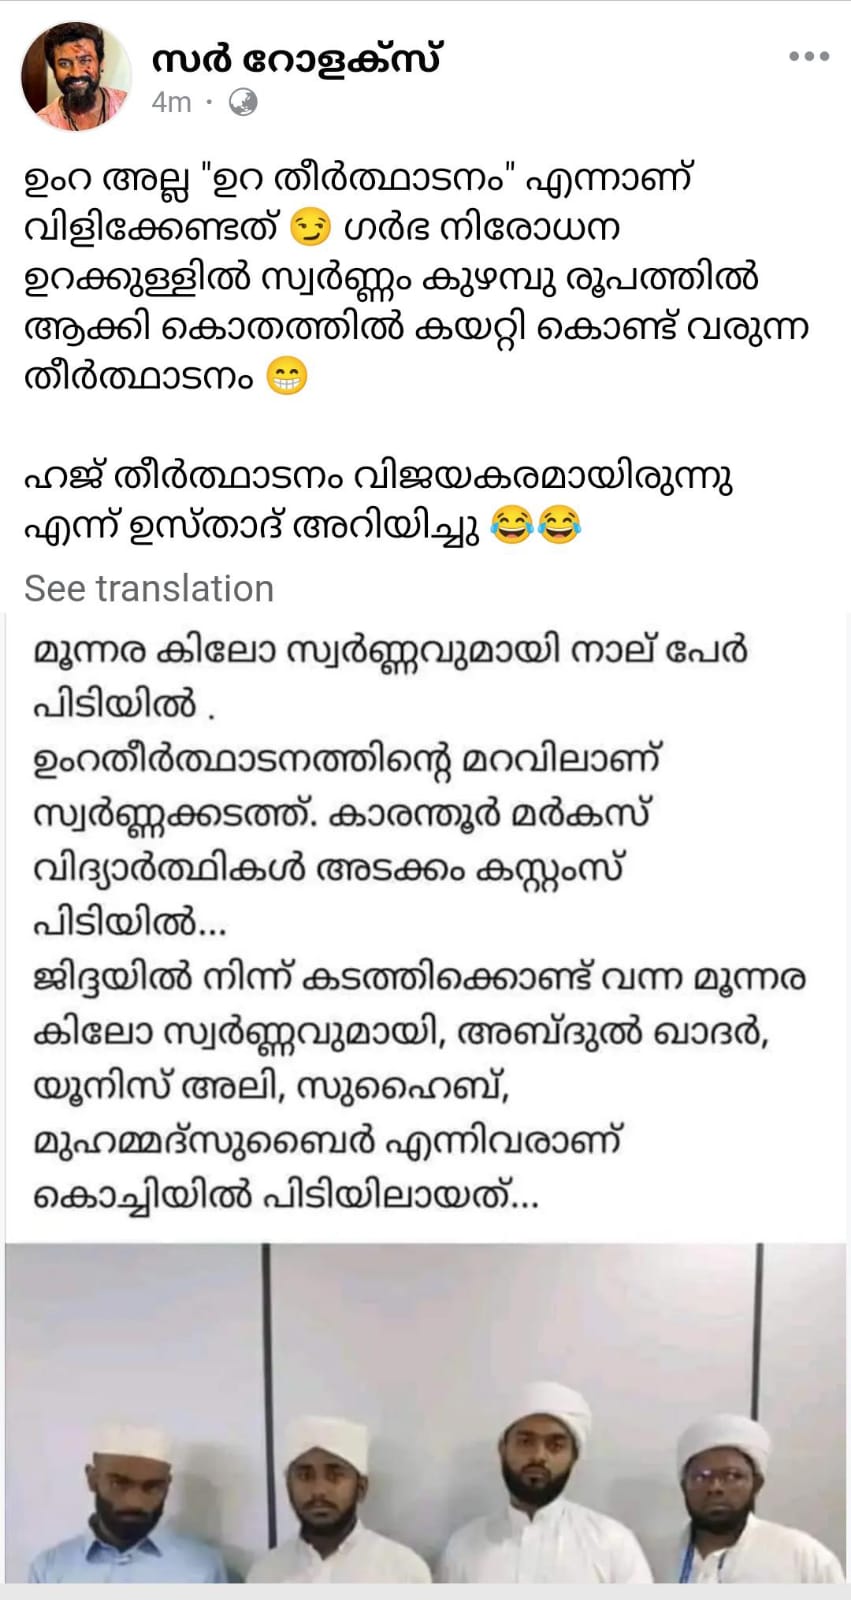 സർ റോളക്സ്
4m ·
ഉംറ അല്ല "ഉറ തീർത്ഥാടനം" എന്നാണ്
വിളിക്കേണ്ടത് 😏 ഗർഭ നിരോധന
ഉറക്കുള്ളിൽ സ്വർണ്ണം കുഴമ്പു രൂപത്തിൽ
ആക്കി കൊതത്തിൽ കയറ്റി കൊണ്ട് വരുന്ന
തീർത്ഥാടനം 😁
ഹജ് തീർത്ഥാടനം വിജയകരമായിരുന്നു
എന്ന് ഉസ്താദ് അറിയിച്ചു 😂😂
See translation
മൂന്നര കിലോ സ്വർണ്ണവുമായി നാല് പേർ
പിടിയിൽ .
ഉംറതീർത്ഥാടനത്തിന്റെ മറവിലാണ്
സ്വർണ്ണക്കടത്ത്. കാരന്തൂർ മർകസ്
വിദ്യാർത്ഥികൾ അടക്കം കസ്റ്റംസ്
പിടിയിൽ...
ജിദ്ദയിൽ നിന്ന് കടത്തിക്കൊണ്ട് വന്ന മൂന്നര
കിലോ സ്വർണ്ണവുമായി, അബ്ദുൽ ഖാദർ,
യൂനിസ് അലി, സുഹൈബ്,
മുഹമ്മദ്സുബൈർ എന്നിവരാണ്
കൊച്ചിയിൽ പിടിയിലായത്...